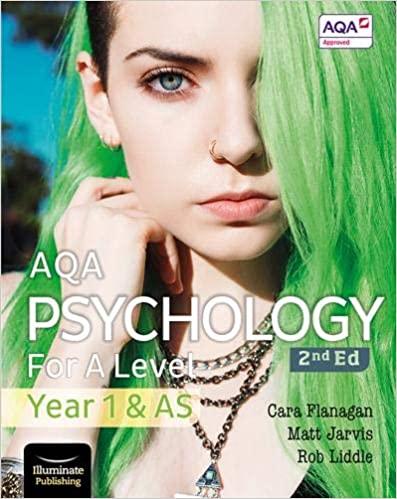 AQA
Approved
AQA
PSYCHOLOGY
For A Level
2nd Ed
Year 1 & AS
Cara Flanagan
Matt Jarvis
Rob Liddle
Illuminate
Publishing